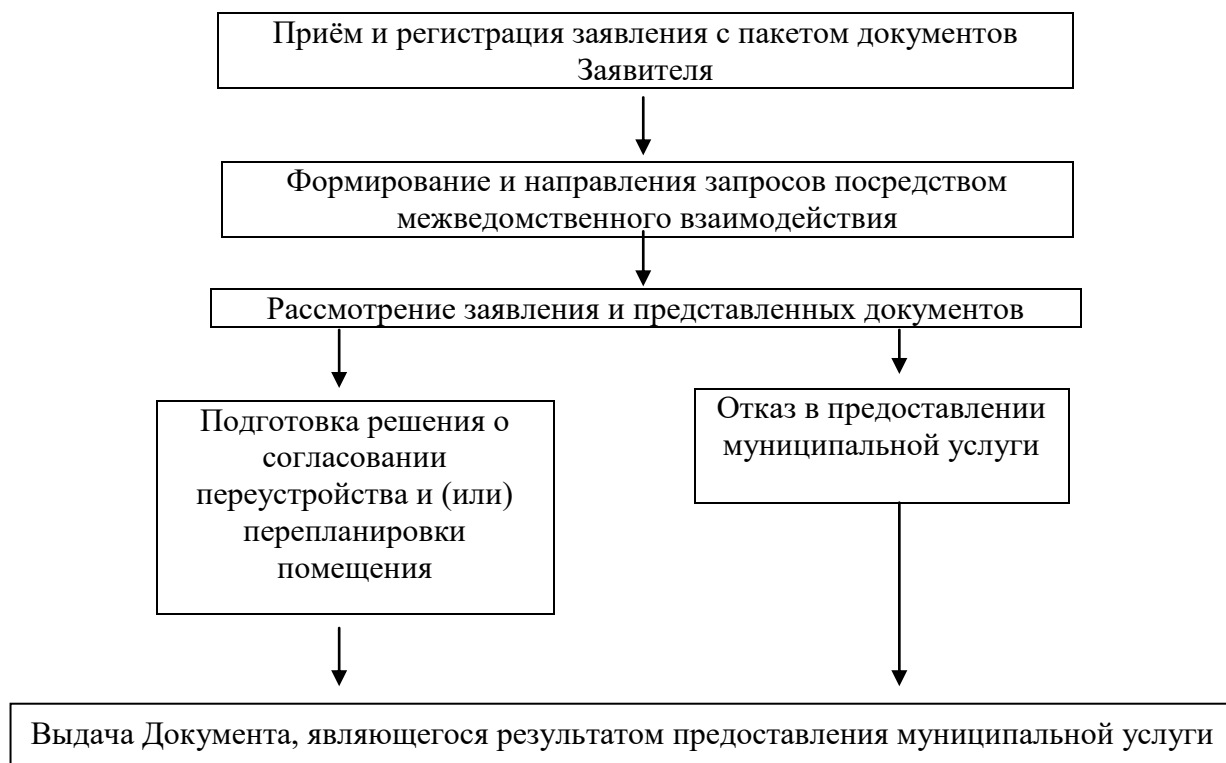 Приём и регистрация заявления с пакетом документов
Заявителя
Формирование и направления запросов посредством
межведомственного взаимодействия
Рассмотрение заявления и представленных документов
Подготовка решения о
согласовании
переустройства и (или)
перепланировки
помещения
Отказ в предоставлении
муниципальной услуги
Выдача Документа, являющегося результатом предоставления муниципальной услуги